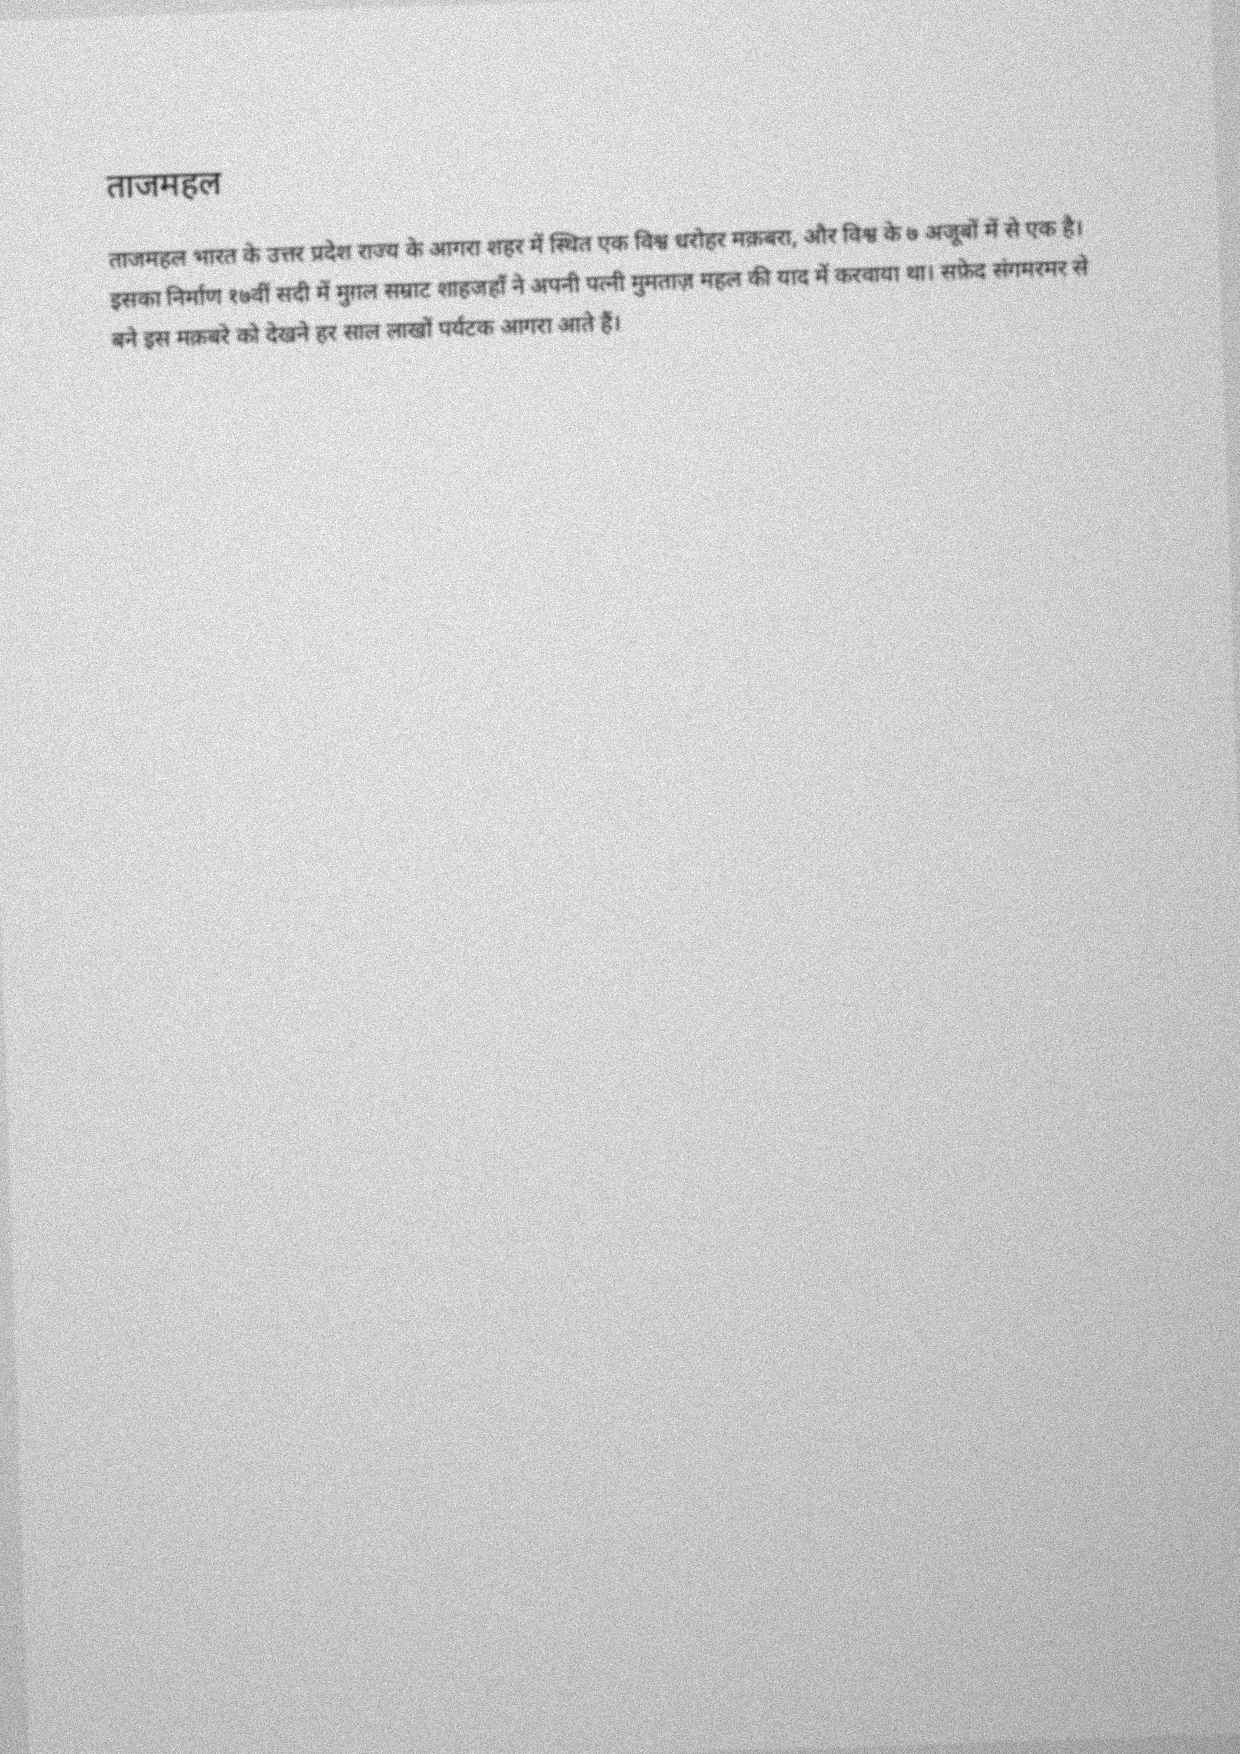 ताजमहल
ताजमहल भारत के उत्तर प्रदेश राज्य के आगरा शहर में स्थित एक विश्व धरोहर मक़बरा, और विश्व के ७ अजूबों में से एक है।
इसका निर्माण १७वीं सदी में मुग़ल सम्राट शाहजहाँ ने अपनी पत्नी मुमताज़ महल की याद में करवाया था। सफ़ेद संगमरमर से
बने इस मक़बरे को देखने हर साल लाखों पर्यटक आगरा आते हैं।